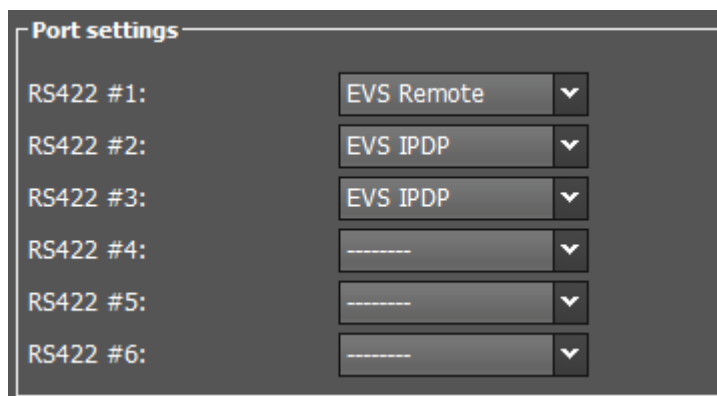 Port settings
RS422 #1: EVS Remote
RS422 #2: EVS IPDP
RS422 #3: EVS IPDP
RS422 #4: --------
RS422 #5: --------
RS422 #6: --------